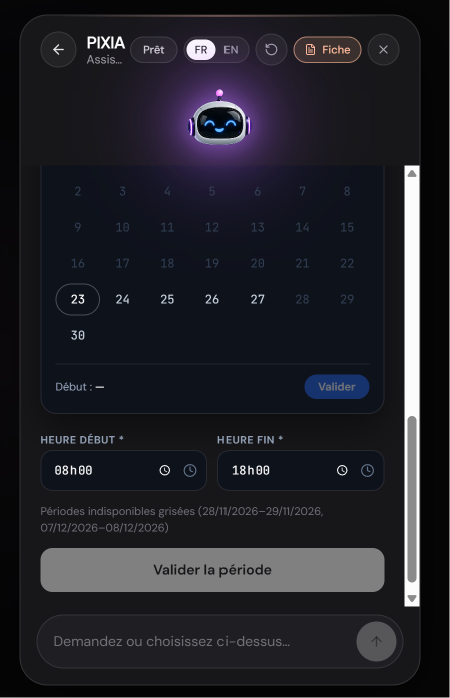 PIXIA
Assis...
Prêt
FR EN
Fiche
2 3 4 5 6 7 8
9 10 11 12 13 14 15
16 17 18 19 20 21 22
23 24 25 26 27 28 29
30
Début : —
Valider
HEURE DÉBUT * HEURE FIN *
08h00 18h00
Périodes indisponibles grisées (28/11/2026–29/11/2026,
07/12/2026–08/12/2026)
Valider la période
Demandez ou choisissez ci-dessus...